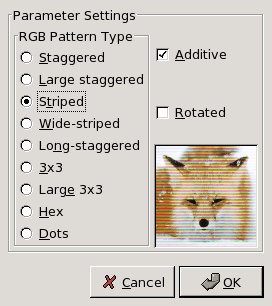 Parameter Settings
RGB Pattern Type
Staggered
Additive
Large staggered
Striped
Rotated
Wide-striped
Long-staggered
3x3
Large 3x3
Hex
Dots
Cancel
OK